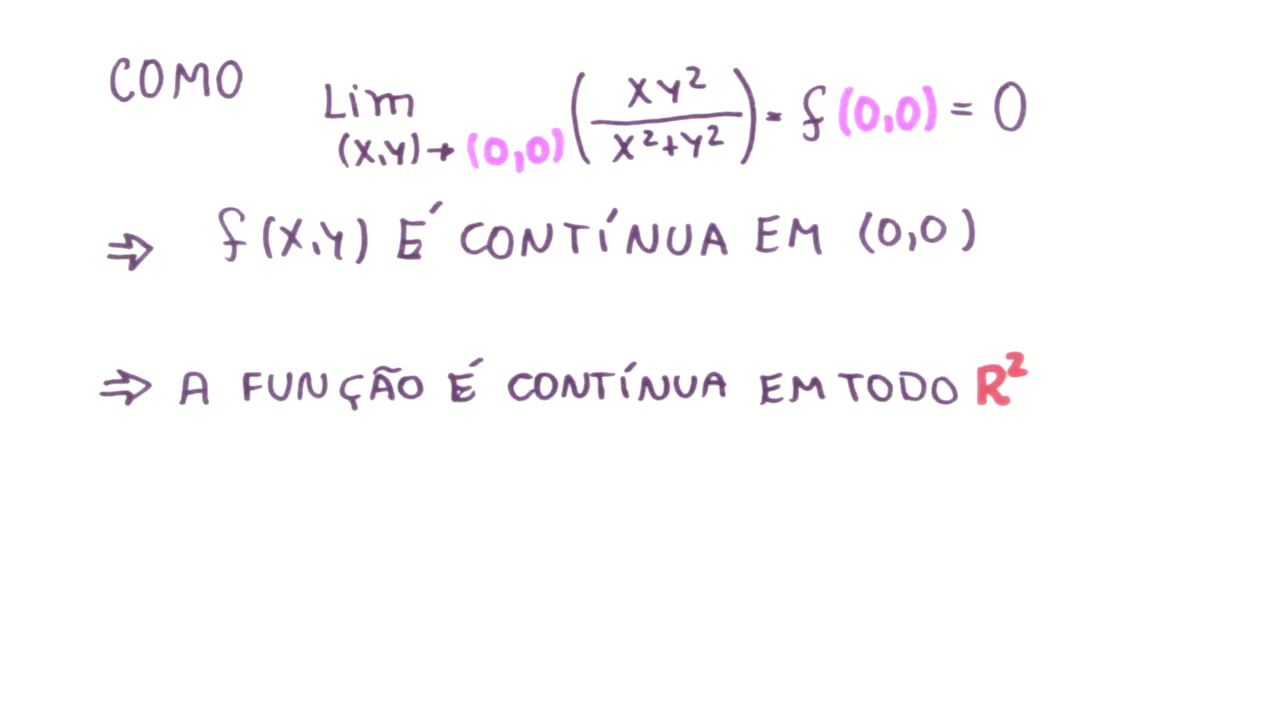 COMO Lim (X,Y)→(0,0) (XY²/X²+Y²) = f(0,0) = 0
⇒ f(X,Y) É CONTÍNUA EM (0,0)
⇒ A FUNÇÃO É CONTÍNUA EM TODO R²